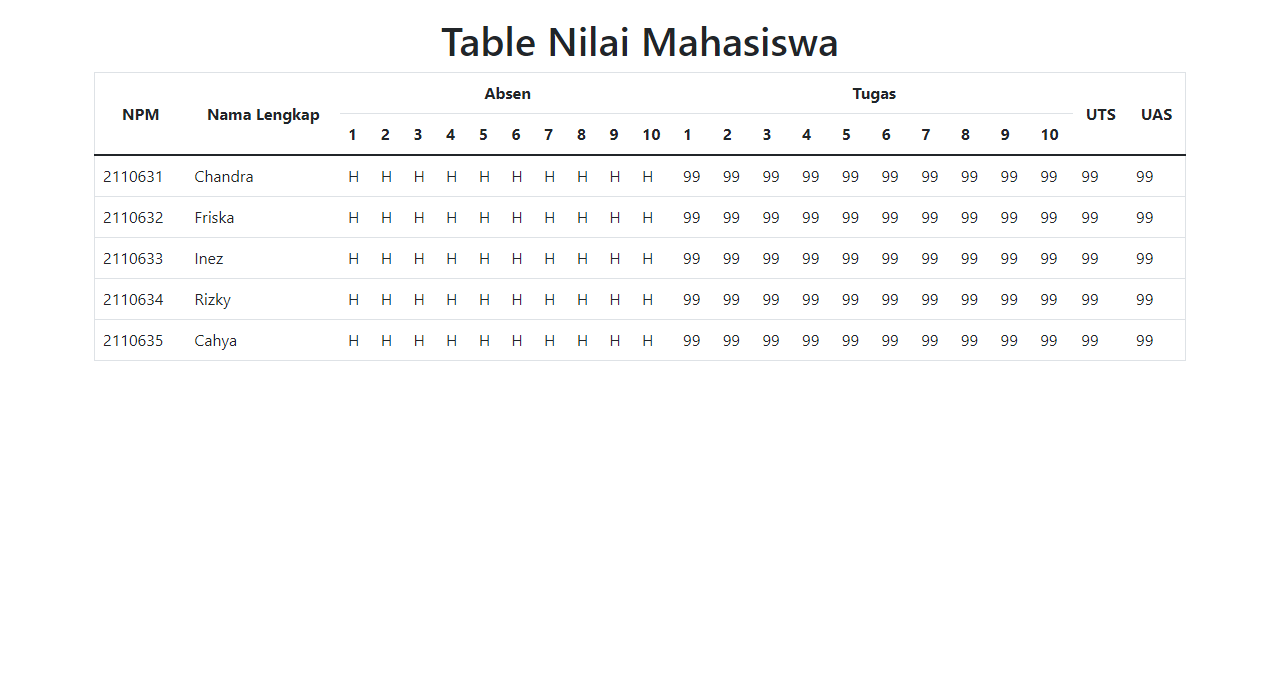 Table Nilai Mahasiswa
NPM Nama Lengkap Absen Tugas UTS UAS
1 2 3 4 5 6 7 8 9 10 1 2 3 4 5 6 7 8 9 10
2110631 Chandra H H H H H H H H H H 99 99 99 99 99 99 99 99 99 99 99 99
2110632 Friska H H H H H H H H H H 99 99 99 99 99 99 99 99 99 99 99 99
2110633 Inez H H H H H H H H H H 99 99 99 99 99 99 99 99 99 99 99 99
2110634 Rizky H H H H H H H H H H 99 99 99 99 99 99 99 99 99 99 99 99
2110635 Cahya H H H H H H H H H H 99 99 99 99 99 99 99 99 99 99 99 99